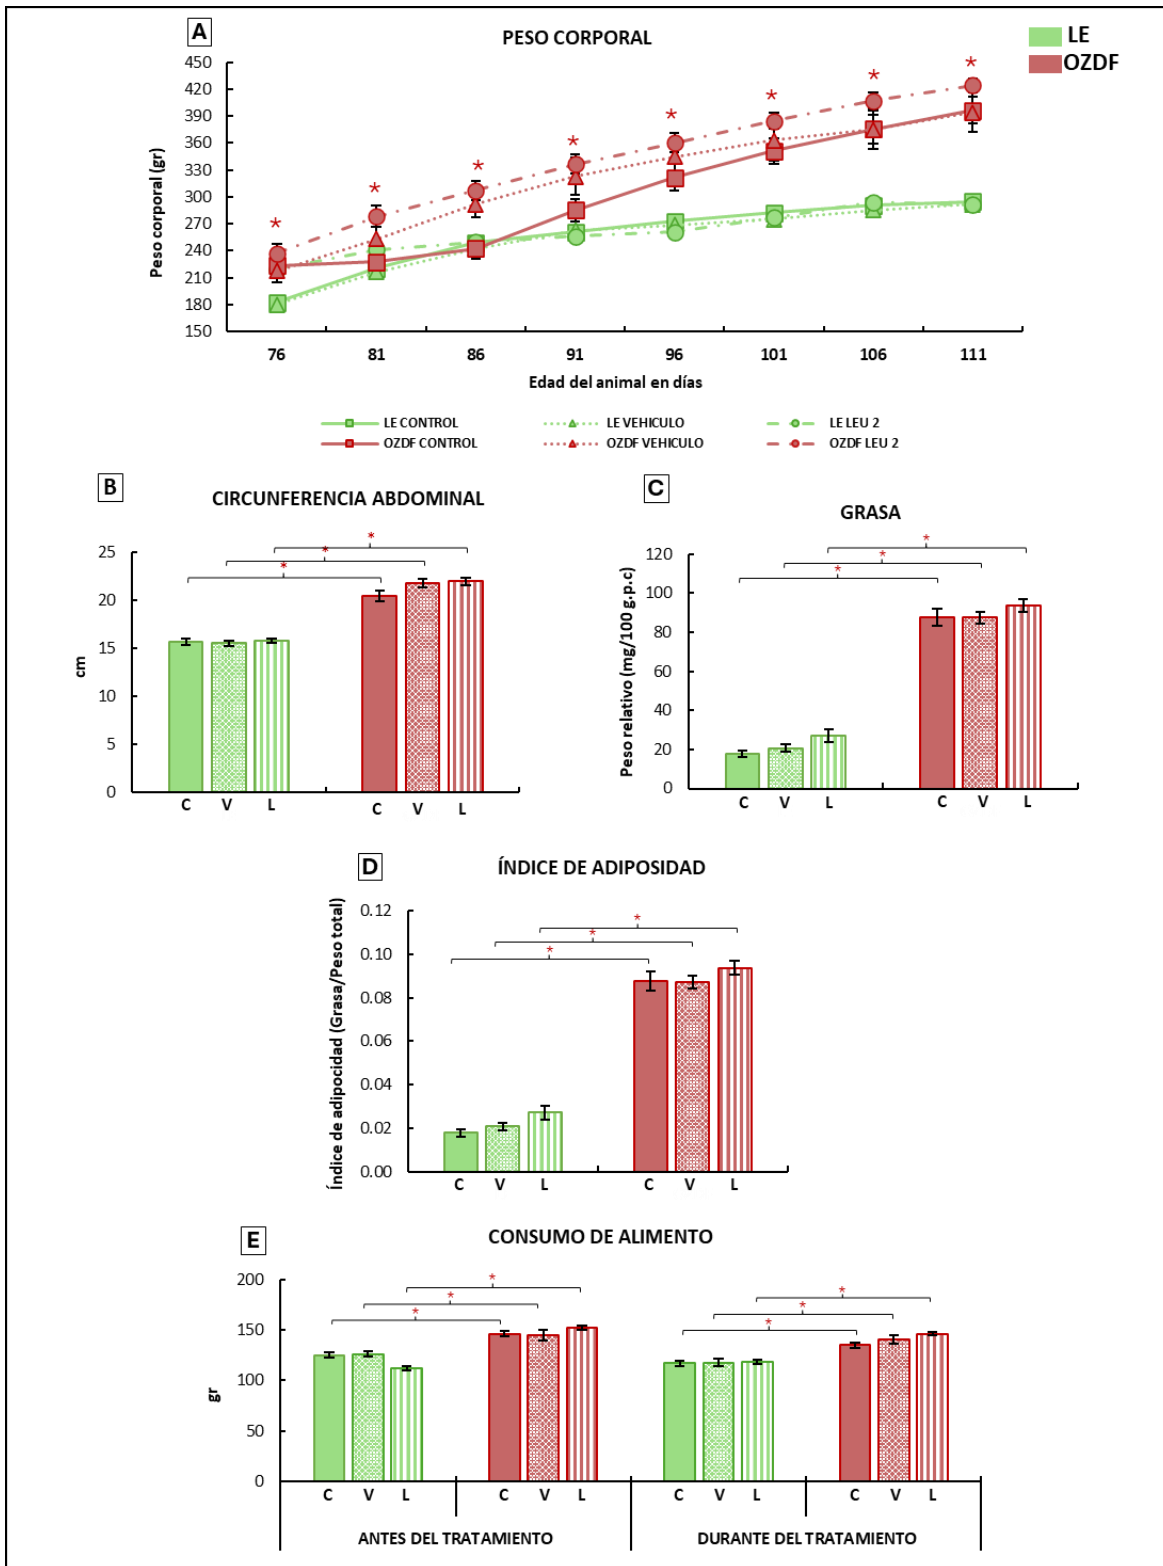 A
PESO CORPORAL
LE
OZDF
Peso corporal (gr)
450
420
390
360
330
300
270
240
210
180
150
* * * * * * * *
76 81 86 91 96 101 106 111
Edad del animal en días
LE CONTROL LE VEHICULO LE LEU 2
OZDF CONTROL OZDF VEHICULO OZDF LEU 2
B
CIRCUNFERENCIA ABDOMINAL
cm
25
20
15
10
5
0
* * *
C V L C V L
C
GRASA
Peso relativo (mg/100 g.p.c)
120
100
80
60
40
20
0
* * *
C V L C V L
D
ÍNDICE DE ADIPOSIDAD
Índice de adipocidad (Grasa/Peso total)
0.12
0.10
0.08
0.06
0.04
0.02
0.00
* * *
C V L C V L
E
CONSUMO DE ALIMENTO
gr
200
150
100
50
0
* * * * * *
C V L C V L C V L C V L
ANTES DEL TRATAMIENTO DURANTE DEL TRATAMIENTO